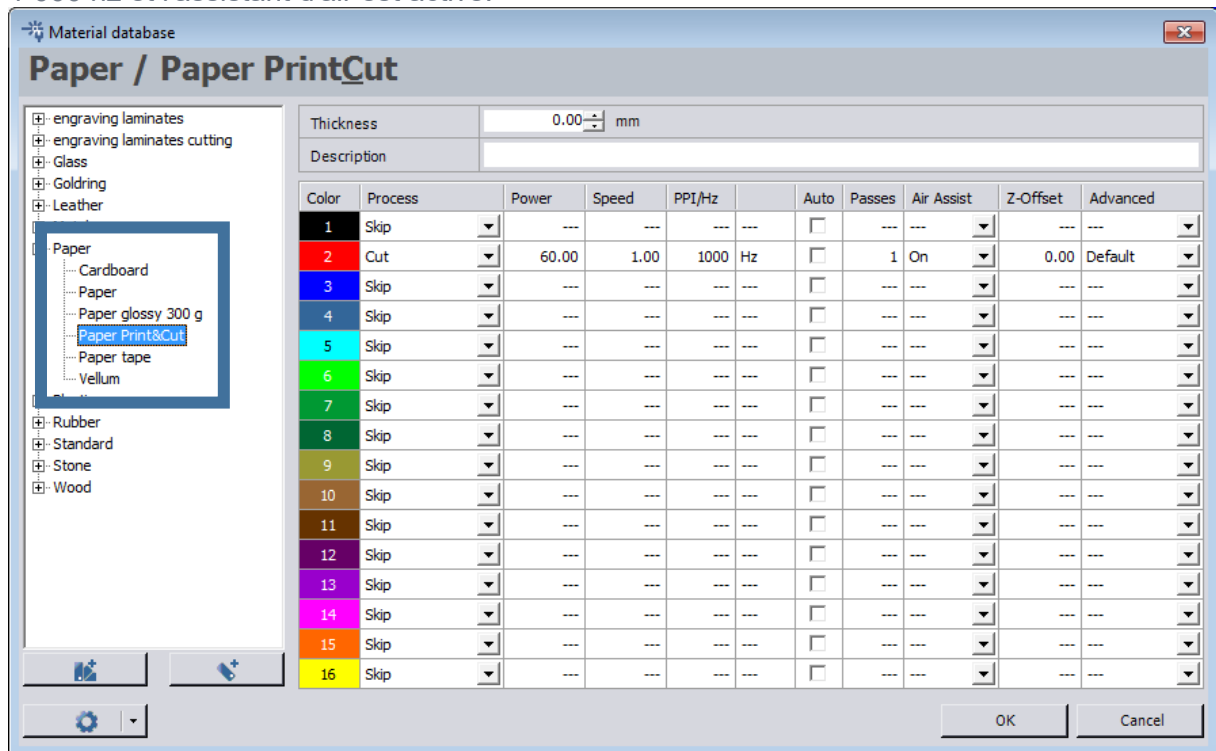 Material database
Paper / Paper PrintCut
engraving laminates
engraving laminates cutting
Glass
Goldring
Leather
Paper
Cardboard
Paper
Paper glossy 300 g
Paper Print&Cut
Paper tape
Vellum
Rubber
Standard
Stone
Wood
Thickness 0.00 mm
Description
Color Process Power Speed PPI/Hz Auto Passes Air Assist Z-Offset Advanced
1 Skip --- --- --- --- --- --- --- ---
2 Cut 60.00 1.00 1000 Hz 1 On 0.00 Default
3 Skip --- --- --- --- --- --- --- ---
4 Skip --- --- --- --- --- --- --- ---
5 Skip --- --- --- --- --- --- --- ---
6 Skip --- --- --- --- --- --- --- ---
7 Skip --- --- --- --- --- --- --- ---
8 Skip --- --- --- --- --- --- --- ---
9 Skip --- --- --- --- --- --- --- ---
10 Skip --- --- --- --- --- --- --- ---
11 Skip --- --- --- --- --- --- --- ---
12 Skip --- --- --- --- --- --- --- ---
13 Skip --- --- --- --- --- --- --- ---
14 Skip --- --- --- --- --- --- --- ---
15 Skip --- --- --- --- --- --- --- ---
16 Skip --- --- --- --- --- --- --- ---
OK Cancel